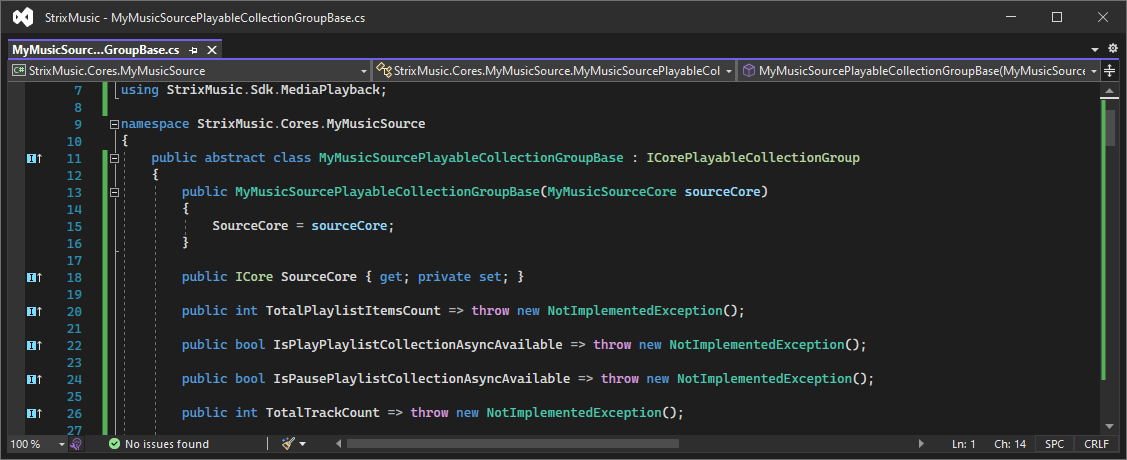 StrixMusic - MyMusicSourcePlayableCollectionGroupBase.cs
MyMusicSourc...GroupBase.cs
C# StrixMusic.Cores.MyMusicSource
StrixMusic.Cores.MyMusicSource.MyMusicSourcePlayableCol
MyMusicSourcePlayableCollectionGroupBase(MyMusicSource
7 using StrixMusic.Sdk.MediaPlayback;
8
9 namespace StrixMusic.Cores.MyMusicSource
10 {
11 public abstract class MyMusicSourcePlayableCollectionGroupBase : ICorePlayableCollectionGroup
12 {
13 public MyMusicSourcePlayableCollectionGroupBase(MyMusicSourceCore sourceCore)
14 {
15 SourceCore = sourceCore;
16 }
17
18 public ICore SourceCore { get; private set; }
19
20 public int TotalPlaylistItemsCount => throw new NotImplementedException();
21
22 public bool IsPlayPlaylistCollectionAsyncAvailable => throw new NotImplementedException();
23
24 public bool IsPausePlaylistCollectionAsyncAvailable => throw new NotImplementedException();
25
26 public int TotalTrackCount => throw new NotImplementedException();
27
100 % No issues found Ln: 1 Ch: 14 SPC CRLF